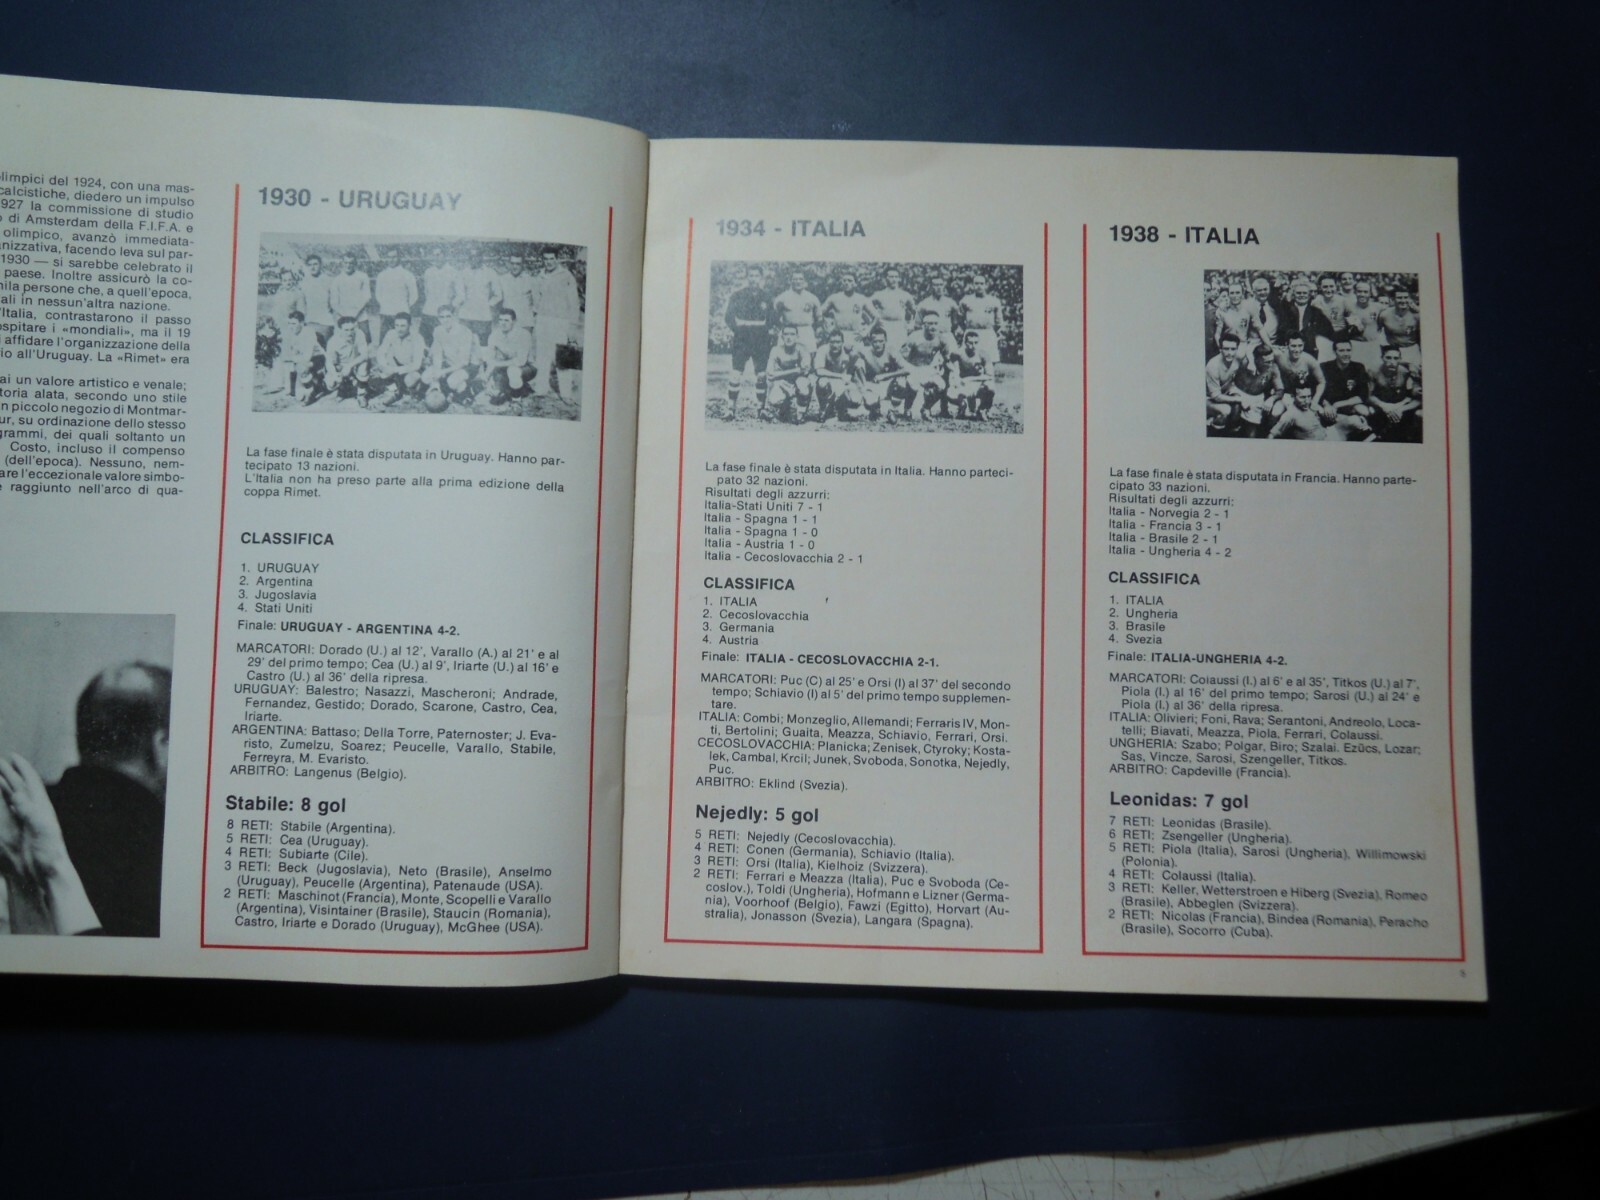 limpici del 1924, con una mas-
calcistiche, diedero un impulso
927 la commissione di studio
di Amsterdam della F.I.F.A. e
olimpico, avanzò immediata-
nizzativa, facendo leva sul par-
1930 — si sarebbe celebrato il
paese. Inoltre assicurò la co-
mila persone che, a quell'epoca,
ali in nessun'altra nazione.
'Italia, contrastarono il passo
ospitare i «mondiali», ma il 19
affidare l'organizzazione della
io all'Uruguay. La «Rimet» era
ai un valore artistico e venale;
toria alata, secondo uno stile
n piccolo negozio di Montmar-
ur, su ordinazione dello stesso
grammi, dei quali soltanto un
Costo, incluso il compenso
(dell'epoca). Nessuno, nem-
are l'eccezionale valore simbo-
raggiunto nell'arco di qua-
1930 - URUGUAY
La fase finale è stata disputata in Uruguay. Hanno par-
tecipato 13 nazioni.
L'Italia non ha preso parte alla prima edizione della
coppa Rimet.
CLASSIFICA
1. URUGUAY
2. Argentina
3. Jugoslavia
4. Stati Uniti
Finale: URUGUAY - ARGENTINA 4-2.
MARCATORI: Dorado (U.) al 12', Varallo (A.) al 21' e al
29' del primo tempo; Cea (U.) al 9', Iriarte (U.) al 16' e
Castro (U.) al 36' della ripresa.
URUGUAY: Balestro; Nasazzi, Mascheroni; Andrade,
Fernandez, Gestido; Dorado, Scarone, Castro, Cea,
Iriarte.
ARGENTINA: Battaso; Della Torre, Paternoster; J. Eva-
risto, Zumelzu, Soarez; Peucelle, Varallo, Stabile,
Ferreyra, M. Evaristo.
ARBITRO: Langenus (Belgio).
Stabile: 8 gol
8 RETI: Stabile (Argentina).
5 RETI: Cea (Uruguay).
4 RETI: Subiarte (Cile).
3 RETI: Beck (Jugoslavia), Neto (Brasile), Anselmo
(Uruguay), Peucelle (Argentina), Patenaude (USA).
2 RETI: Maschinot (Francia), Monte, Scopelli e Varallo
(Argentina), Visintainer (Brasile), Staucin (Romania),
Castro, Iriarte e Dorado (Uruguay), McGhee (USA).
1934 - ITALIA
La fase finale è stata disputata in Italia. Hanno parteci-
pato 32 nazioni.
Risultati degli azzurri:
Italia-Stati Uniti 7 - 1
Italia - Spagna 1 - 1
Italia - Spagna 1 - 0
Italia - Austria 1 - 0
Italia - Cecoslovacchia 2 - 1
CLASSIFICA
1. ITALIA
2. Cecoslovacchia
3. Germania
4. Austria
Finale: ITALIA - CECOSLOVACCHIA 2-1.
MARCATORI: Puc (C) al 25' e Orsi (I) al 37' del secondo
tempo; Schiavio (I) al 5' del primo tempo supplemen-
tare.
ITALIA: Combi; Monzeglio, Allemandi; Ferraris IV, Mon-
ti, Bertolini; Guaita, Meazza, Schiavio, Ferrari, Orsi.
CECOSLOVACCHIA: Planicka; Zenisek, Ctyroky; Kosta-
lek, Cambal, Krcil; Junek, Svoboda, Sonotka, Nejedly,
Puc.
ARBITRO: Eklind (Svezia).
Nejedly: 5 gol
5 RETI: Nejedly (Cecoslovacchia).
4 RETI: Conen (Germania), Schiavio (Italia).
3 RETI: Orsi (Italia), Kielhoiz (Svizzera).
2 RETI: Ferrari e Meazza (Italia), Puc e Svoboda (Ce-
coslov.), Toldi (Ungheria), Hofmann e Lizner (Germa-
nia), Voorhoof (Belgio), Fawzi (Egitto), Horvart (Au-
stralia), Jonasson (Svezia), Langara (Spagna).
1938 - ITALIA
La fase finale è stata disputata in Francia. Hanno parte-
cipato 33 nazioni.
Risultati degli azzurri:
Italia - Norvegia 2 - 1
Italia - Francia 3 - 1
Italia - Brasile 2 - 1
Italia - Ungheria 4 - 2
CLASSIFICA
1. ITALIA
2. Ungheria
3. Brasile
4. Svezia
Finale: ITALIA-UNGHERIA 4-2.
MARCATORI: Colaussi (I.) al 6' e al 35', Titkos (U.) al 7',
Piola (I.) al 16' del primo tempo; Sarosi (U.) al 24' e
Piola (I.) al 36' della ripresa.
ITALIA: Olivieri; Foni, Rava; Serantoni, Andreolo, Loca-
telli; Biavati, Meazza, Piola, Ferrari, Colaussi.
UNGHERIA: Szabo; Polgar, Biro; Szalai. Ezücs, Lozar;
Sas, Vincze, Sarosi, Szengeller, Titkos.
ARBITRO: Capdeville (Francia).
Leonidas: 7 gol
7 RETI: Leonidas (Brasile).
6 RETI: Zsengeller (Ungheria).
5 RETI: Piola (Italia), Sarosi (Ungheria), Willimowski
(Polonia).
4 RETI: Colaussi (Italia).
3 RETI: Keller, Wetterstroen e Hiberg (Svezia), Romeo
(Brasile), Abbeglen (Svizzera).
2 RETI: Nicolas (Francia), Bindea (Romania), Peracho
(Brasile), Socorro (Cuba).